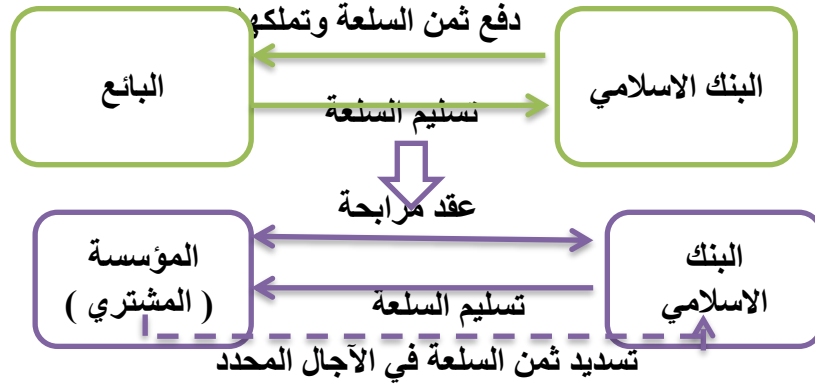 دفع ثمن السلعة وتملكها
البنك الاسلامي
البائع
تسليم السلعة
عقد مرابحة
البنك
الاسلامي
المؤسسة
( المشتري )
تسليم السلعة
تسديد ثمن السلعة في الآجال المحدد